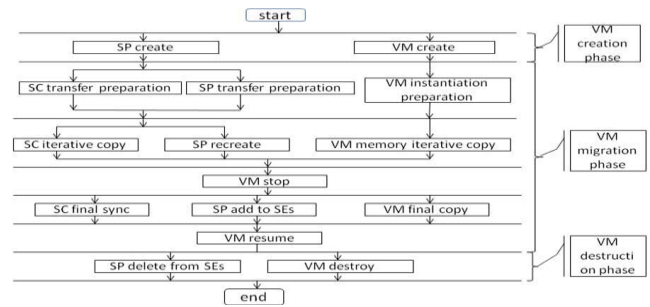 start
SP create
VM create
VM
creation
phase
SC transfer preparation
SP transfer preparation
VM instantiation
preparation
SC iterative copy
SP recreate
VM memory iterative copy
VM
migration
phase
VM stop
SC final sync
SP add to SEs
VM final copy
VM resume
SP delete from SEs
VM destroy
VM
destructi
on phase
end